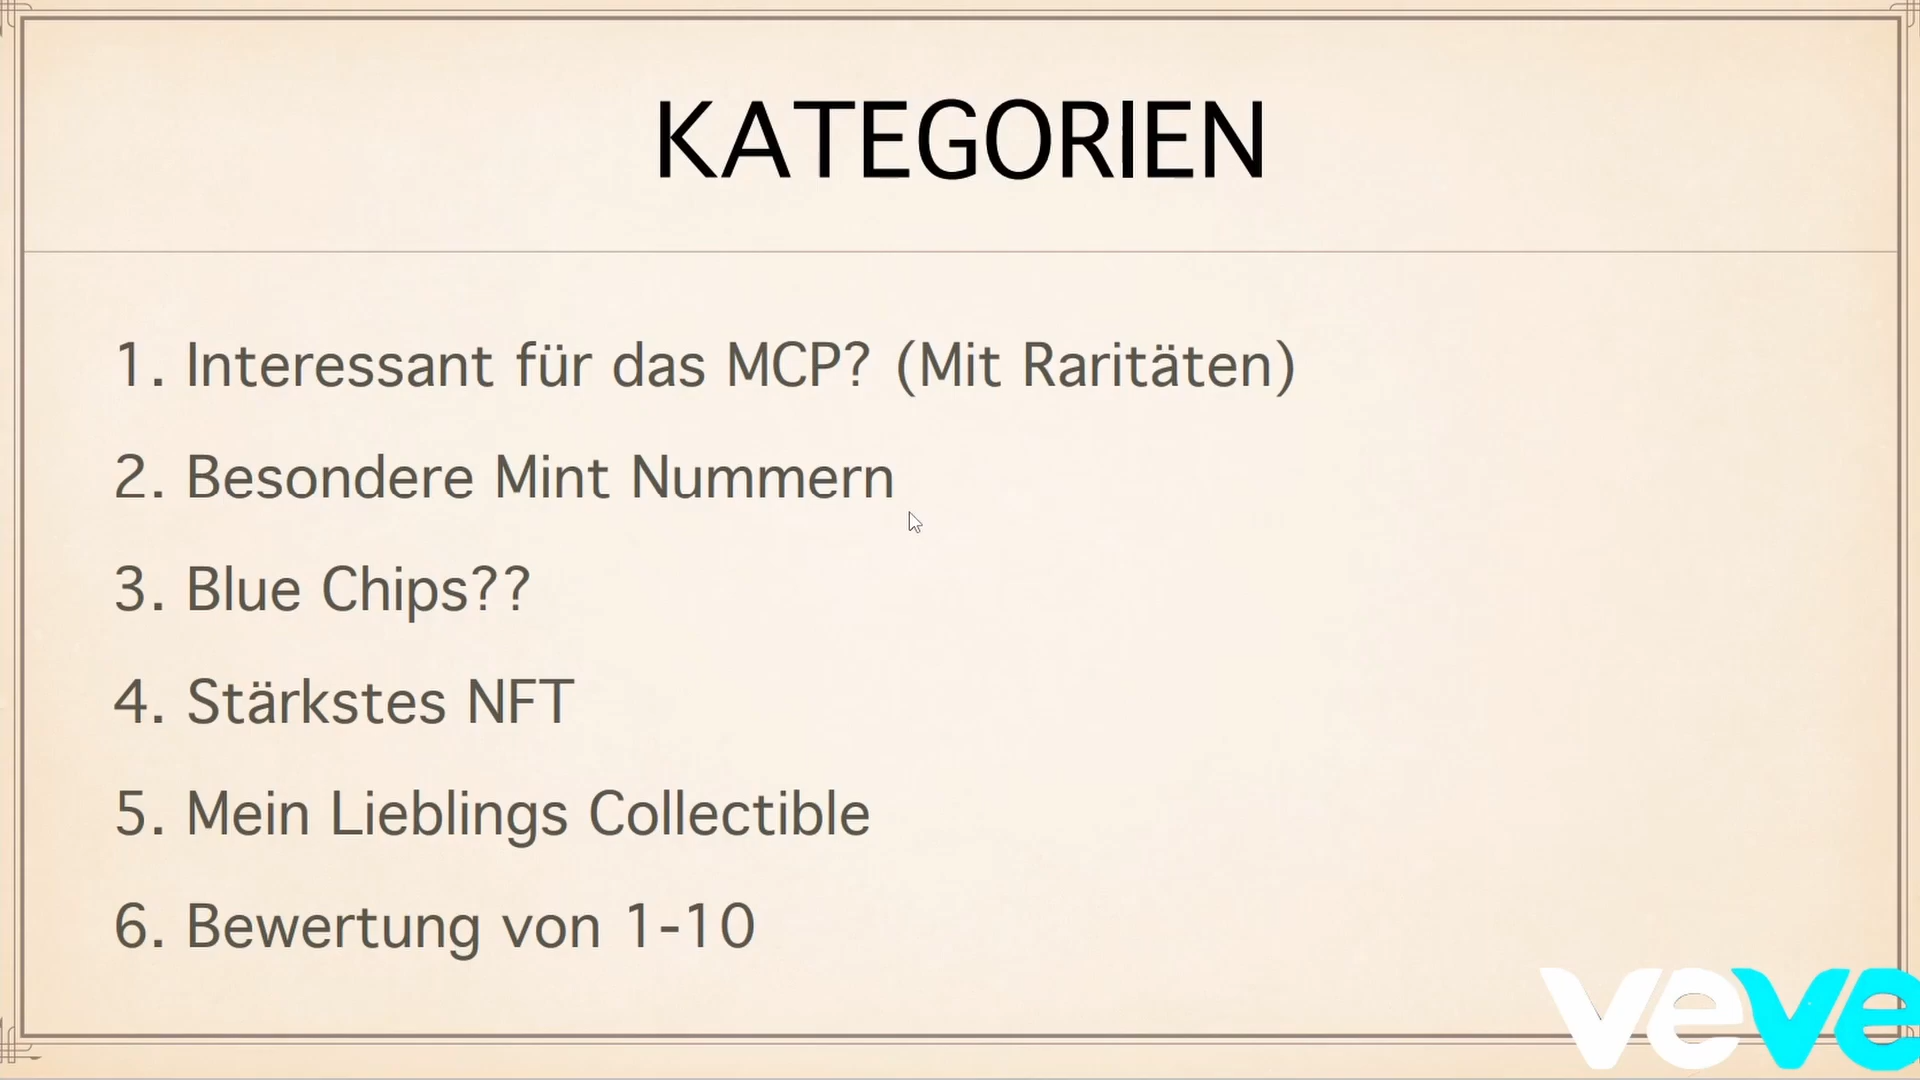 KATEGORIEN
1. Interessant für das MCP? (Mit Raritäten)
2. Besondere Mint Nummern
3. Blue Chips??
4. Stärkstes NFT
5. Mein Lieblings Collectible
6. Bewertung von 1-10
veve